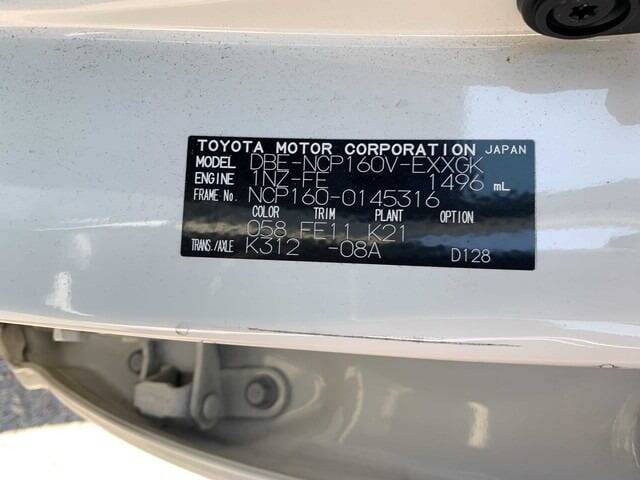 TOYOTA MOTOR CORPORATION JAPAN
MODEL DBE-NCP160V-EXXGK
ENGINE 1NZ-FE 1496 mL
FRAME No. NCP160-0145316
COLOR TRIM PLANT OPTION
058 FE11 K21
TRANS./AXLE K312 -08A D128